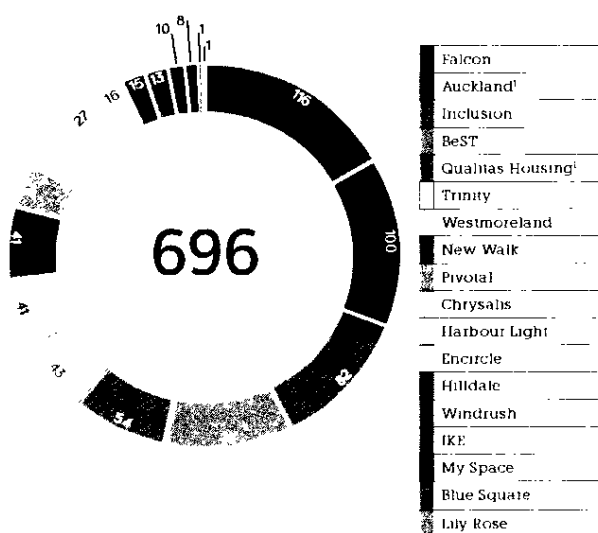 8
1
10
1
116
15
13
16
27
100
696
41
41
43
54
Falcon
Auckland¹
Inclusion
BeST
Qualitas Housing¹
Trinity
Westmoreland
New Walk
Pivotal
Chrysalis
Harbour Light
Encircle
Hilldale
Windrush
IKE
My Space
Blue Square
Lily Rose